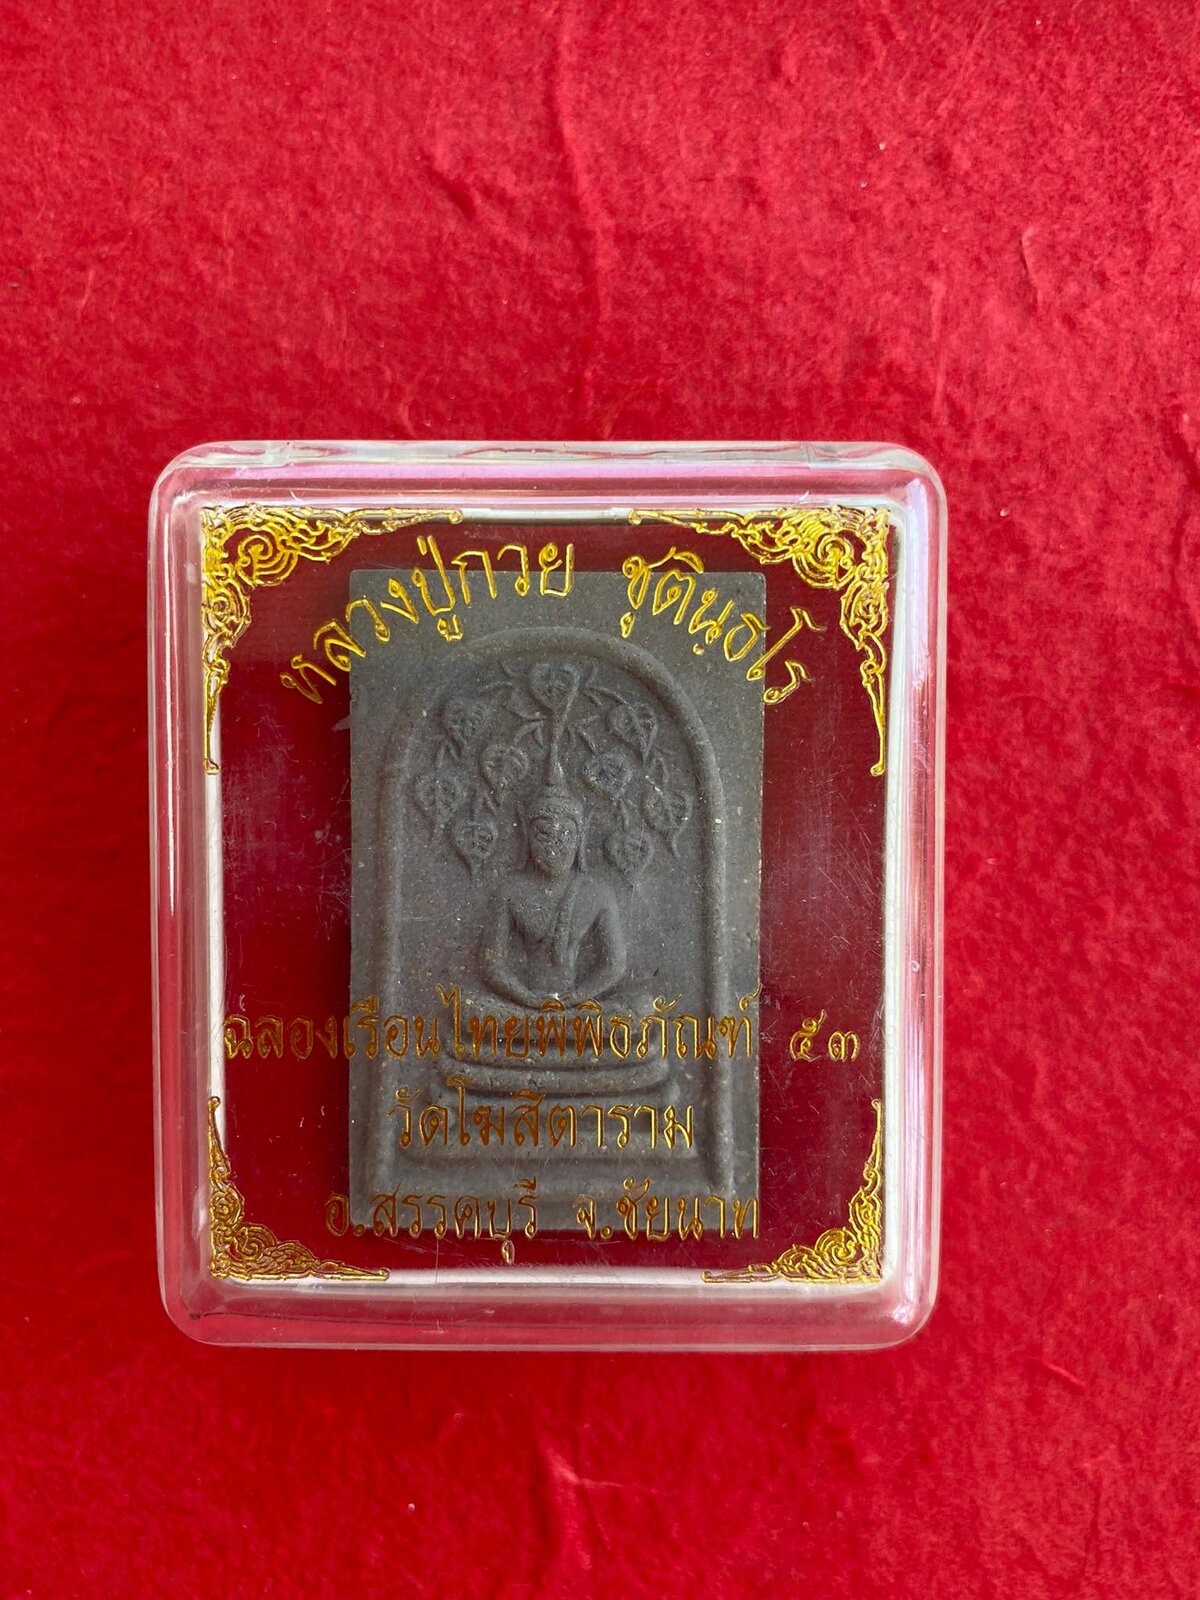 หลวงปู่กวย ชุตินฺธโร
ฉลองเรือนไทยพิพิธภัณฑ์ ๕๓
วัดโฆสิตาราม
อ.สรรคบุรี จ.ชัยนาท